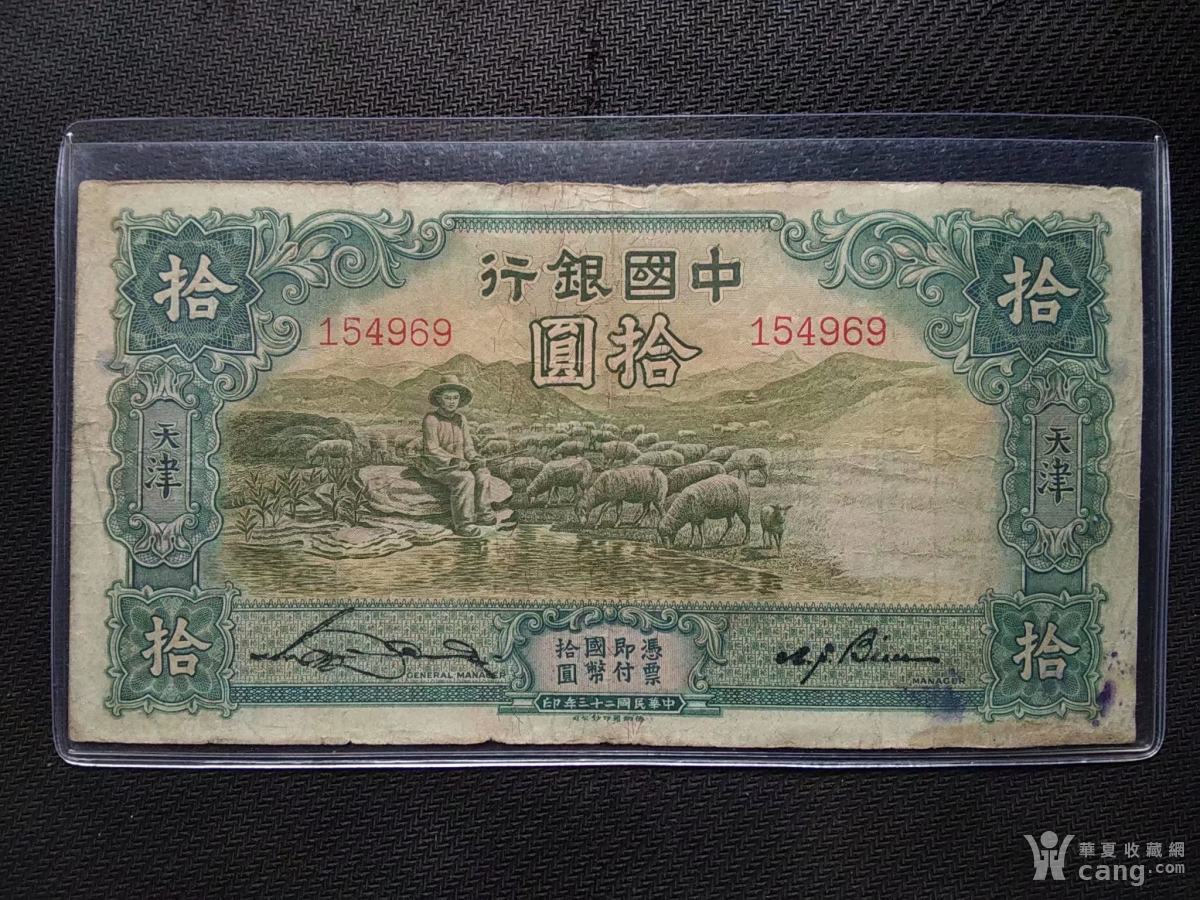 拾
拾
中國銀行
154969
154969
拾圓
天津
天津
拾
拾
憑票
即付
國幣
拾圓
GENERAL MANAGER
MANAGER
中華民國二十三年印
華夏收藏網
cang.com